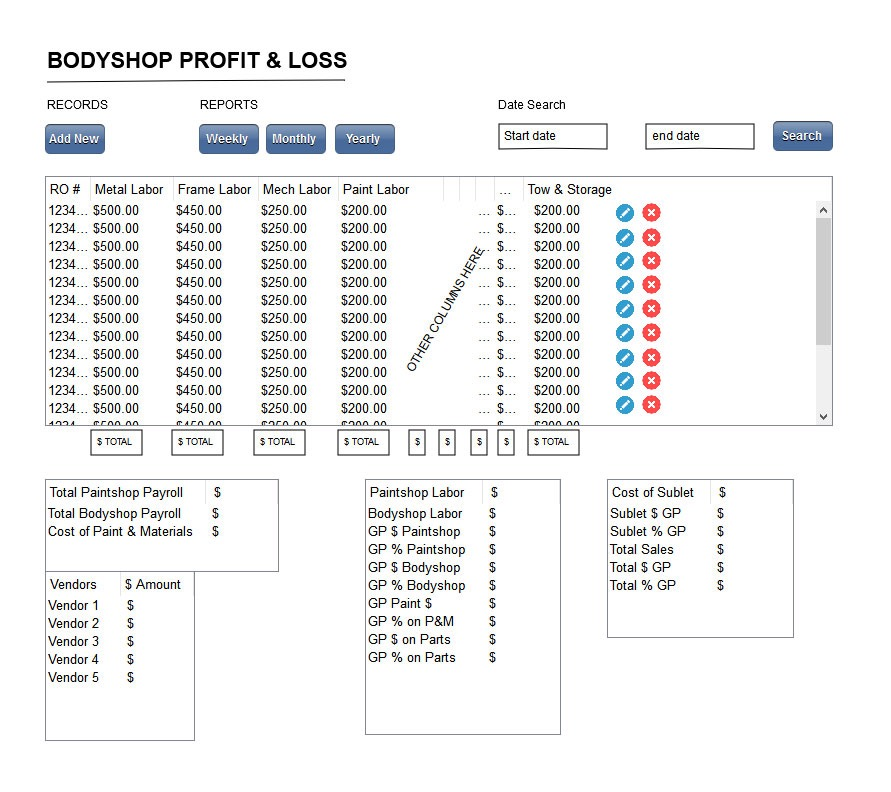 BODYSHOP PROFIT & LOSS
RECORDS REPORTS Date Search
Add New Weekly Monthly Yearly Start date end date Search
RO # Metal Labor Frame Labor Mech Labor Paint Labor ... Tow & Storage
1234... $500.00 $450.00 $250.00 $200.00 ... $... $200.00
1234... $500.00 $450.00 $250.00 $200.00 ... $... $200.00
1234... $500.00 $450.00 $250.00 $200.00 ... $... $200.00
1234... $500.00 $450.00 $250.00 $200.00 ... $... $200.00
1234... $500.00 $450.00 $250.00 $200.00 ... $... $200.00
1234... $500.00 $450.00 $250.00 $200.00 ... $... $200.00
1234... $500.00 $450.00 $250.00 $200.00 ... $... $200.00
1234... $500.00 $450.00 $250.00 $200.00 ... $... $200.00
1234... $500.00 $450.00 $250.00 $200.00 ... $... $200.00
1234... $500.00 $450.00 $250.00 $200.00 ... $... $200.00
1234... $500.00 $450.00 $250.00 $200.00 ... $... $200.00
1234... $500.00 $450.00 $250.00 $200.00 ... $... $200.00
OTHER COLUMNS HERE
$ TOTAL $ TOTAL $ TOTAL $ TOTAL $ $ $ $ $ TOTAL
Total Paintshop Payroll $
Total Bodyshop Payroll $
Cost of Paint & Materials $
Vendors $ Amount
Vendor 1 $
Vendor 2 $
Vendor 3 $
Vendor 4 $
Vendor 5 $
Paintshop Labor $
Bodyshop Labor $
GP $ Paintshop $
GP % Paintshop $
GP $ Bodyshop $
GP % Bodyshop $
GP Paint $ $
GP % on P&M $
GP $ on Parts $
GP % on Parts $
Cost of Sublet $
Sublet $ GP $
Sublet % GP $
Total Sales $
Total $ GP $
Total % GP $